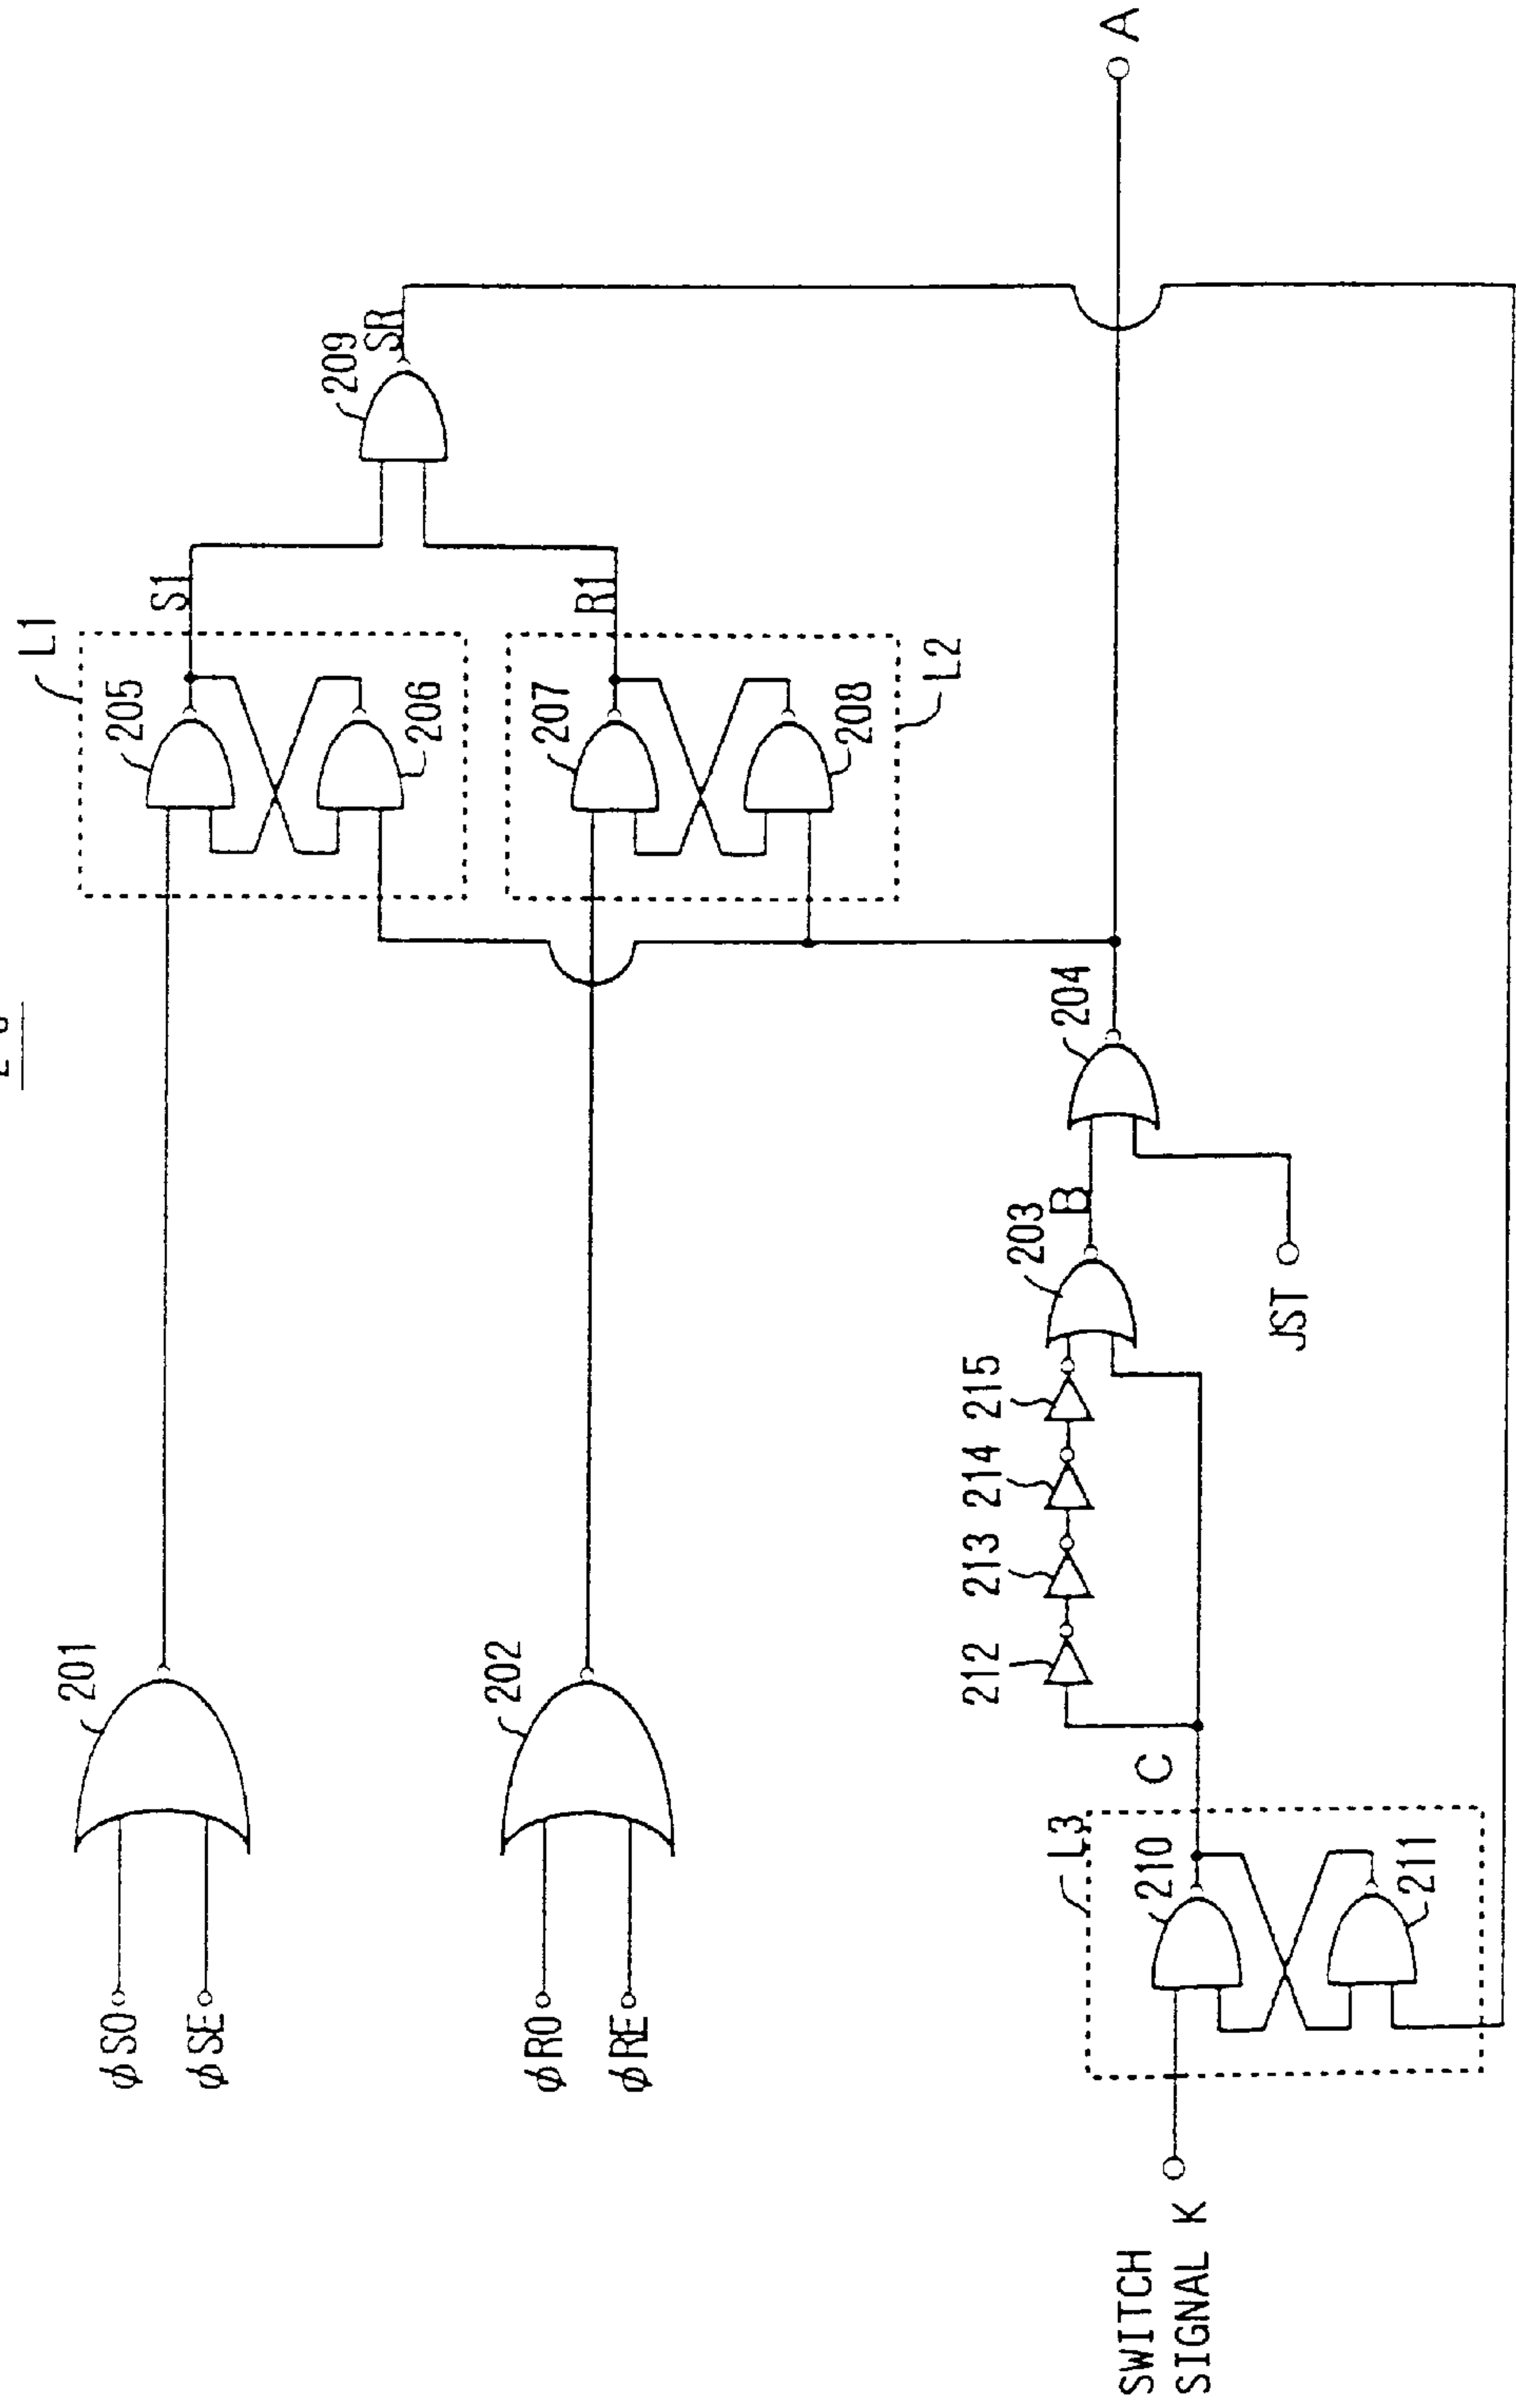 L1
205
S1
206
209
SR
207
R1
208
L2
201
φSO
φSE
202
φRO
φRE
A
204
203
B
JST
212
213
214
215
C
L3
210
211
SWITCH
SIGNAL K